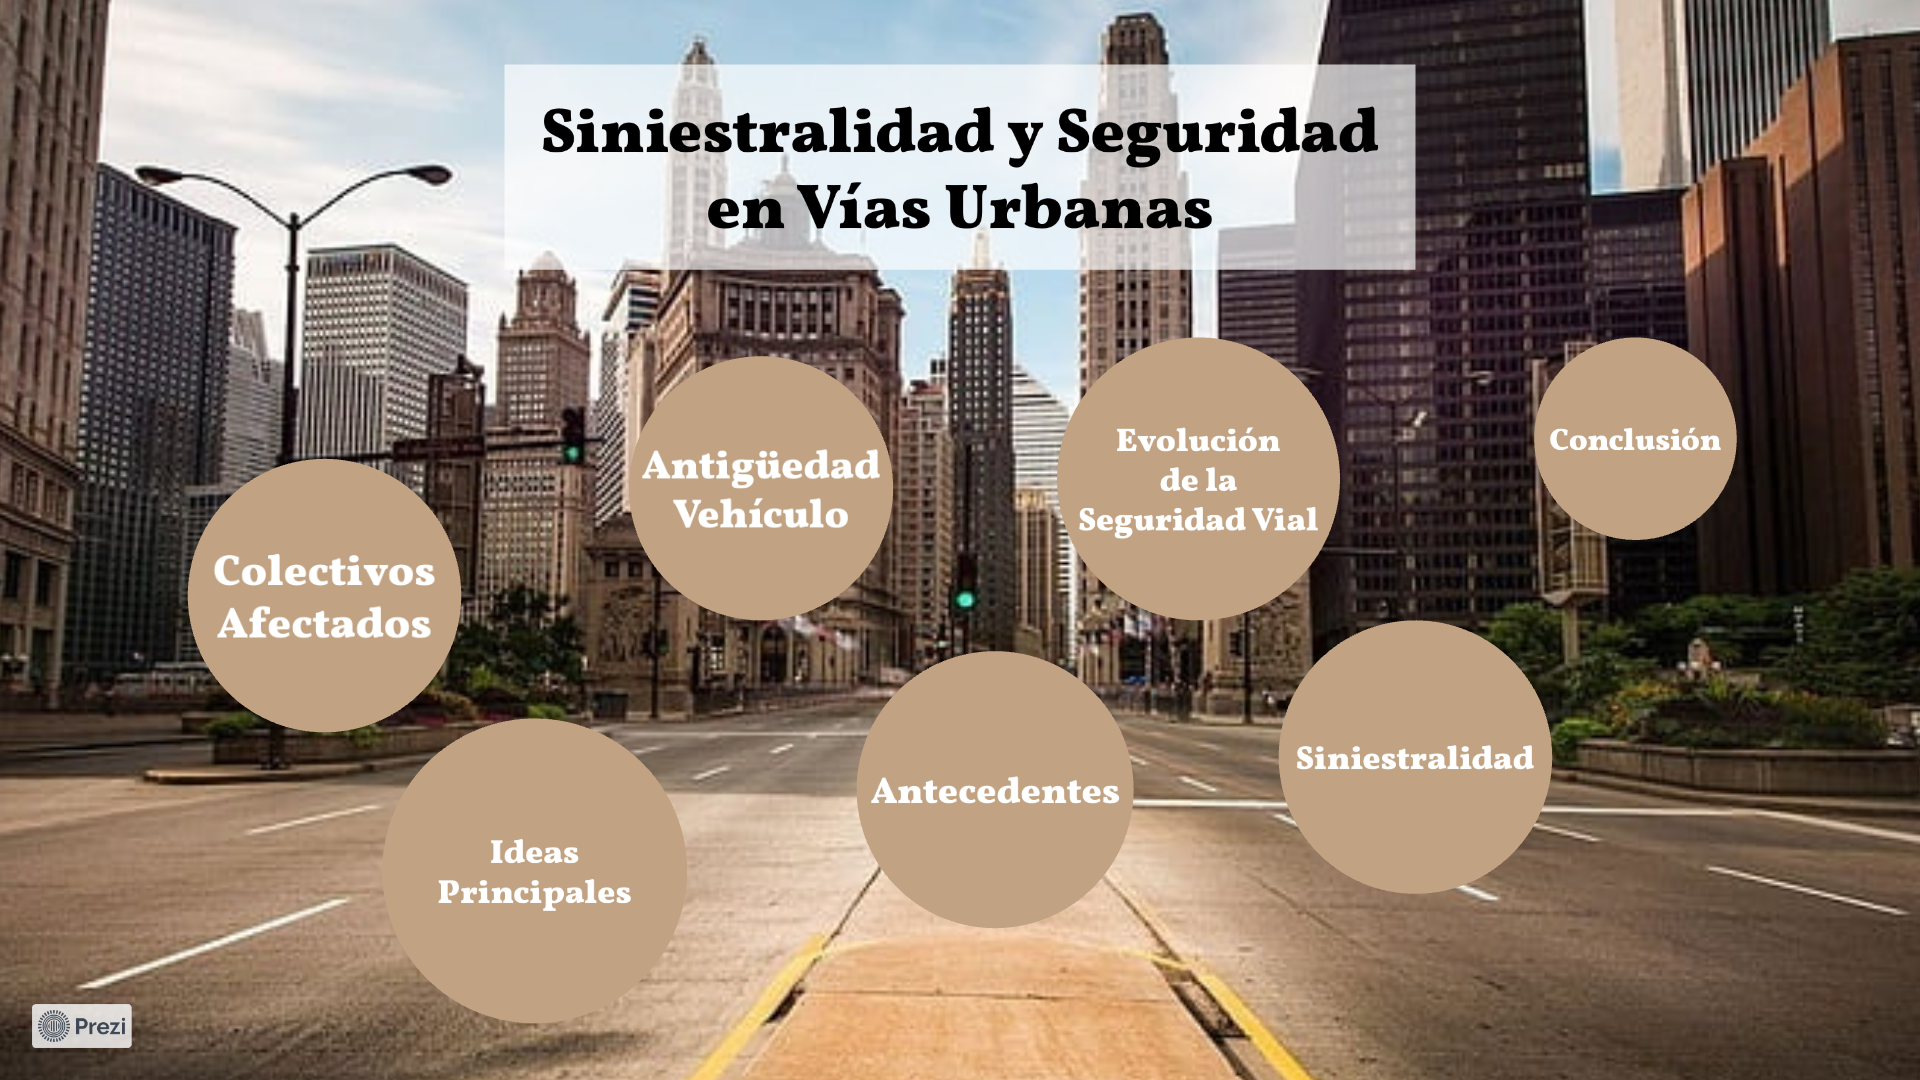 Siniestralidad y Seguridad
en Vías Urbanas
Antigüedad
Vehículo
Evolución
de la
Seguridad Vial
Conclusión
Colectivos
Afectados
Siniestralidad
Antecedentes
Ideas
Principales
Prezi